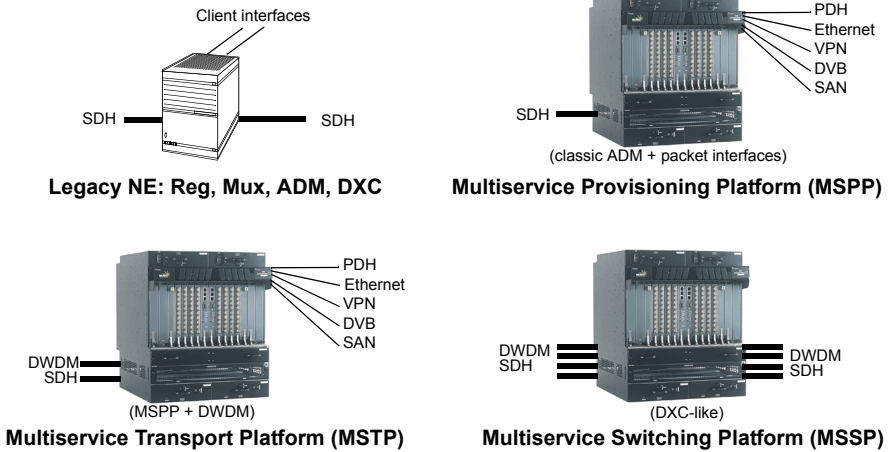 Client interfaces
SDH
SDH
Legacy NE: Reg, Mux, ADM, DXC
PDH
Ethernet
VPN
DVB
SAN
SDH
(classic ADM + packet interfaces)
Multiservice Provisioning Platform (MSPP)
PDH
Ethernet
VPN
DVB
SAN
DWDM
SDH
(MSPP + DWDM)
Multiservice Transport Platform (MSTP)
DWDM
SDH
DWDM
SDH
(DXC-like)
Multiservice Switching Platform (MSSP)